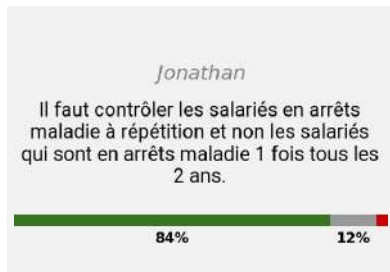 Jonathan
Il faut contrôler les salariés en arrêts
maladie à répétition et non les salariés
qui sont en arrêts maladie 1 fois tous les
2 ans.
84% 12%